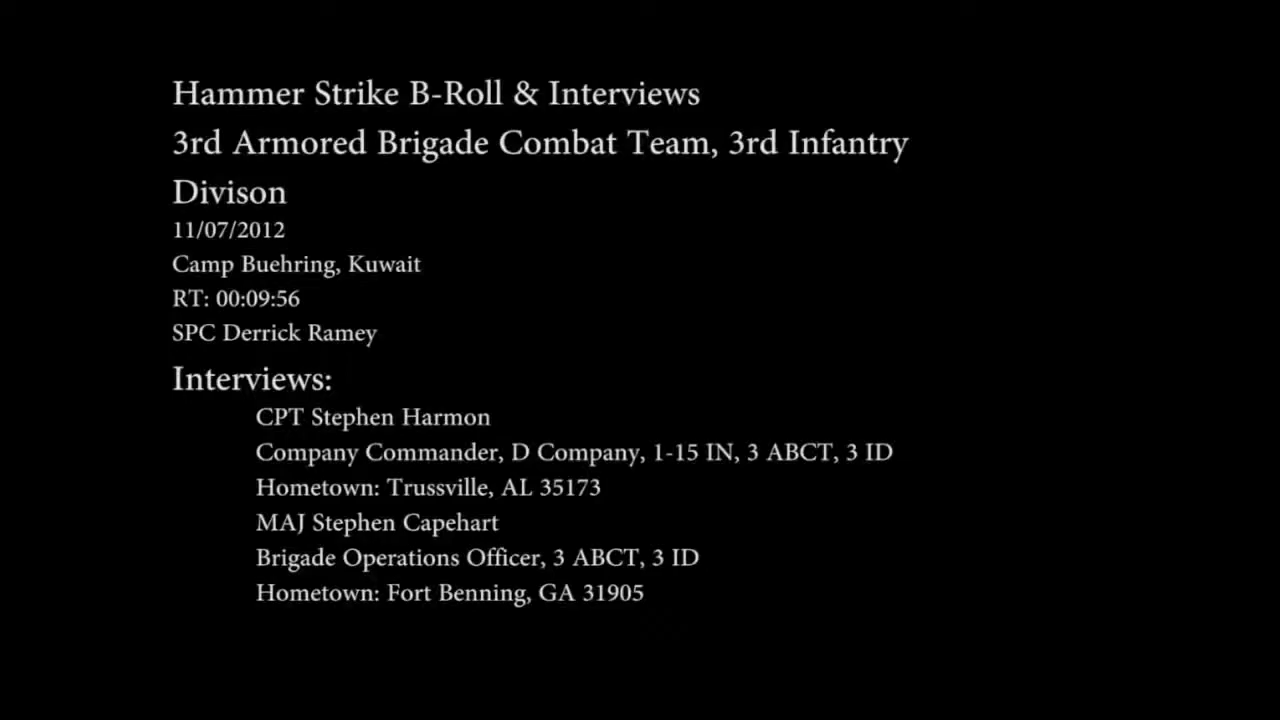 Hammer Strike B-Roll & Interviews
3rd Armored Brigade Combat Team, 3rd Infantry
Divison
11/07/2012
Camp Buehring, Kuwait
RT: 00:09:56
SPC Derrick Ramey
Interviews:
CPT Stephen Harmon
Company Commander, D Company, 1-15 IN, 3 ABCT, 3 ID
Hometown: Trussville, AL 35173
MAJ Stephen Capehart
Brigade Operations Officer, 3 ABCT, 3 ID
Hometown: Fort Benning, GA 31905